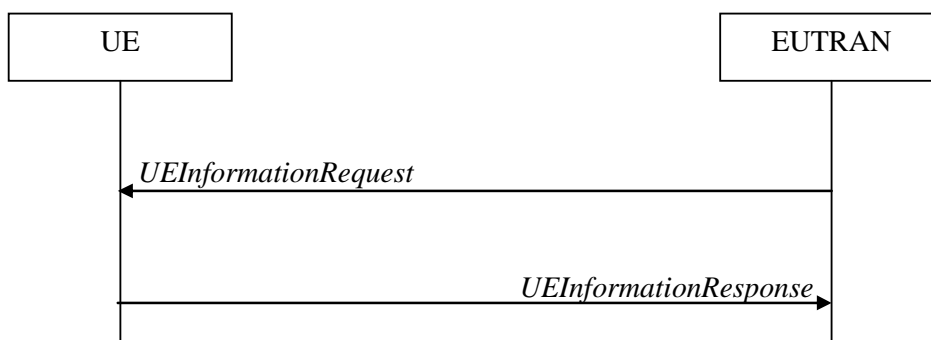 UE
EUTRAN
UEInformationRequest
UEInformationResponse